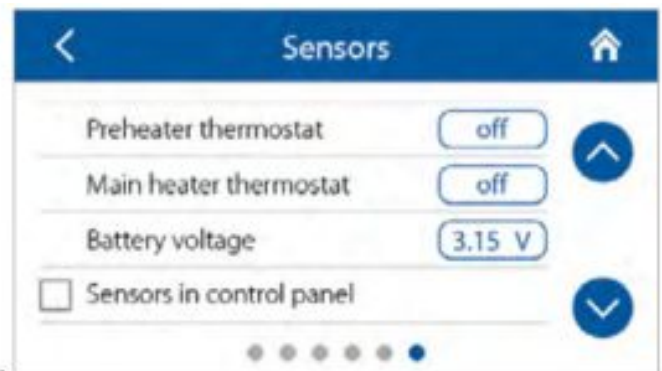 Sensors
Preheater thermostat off
Main heater thermostat off
Battery voltage 3.15 V
Sensors in control panel